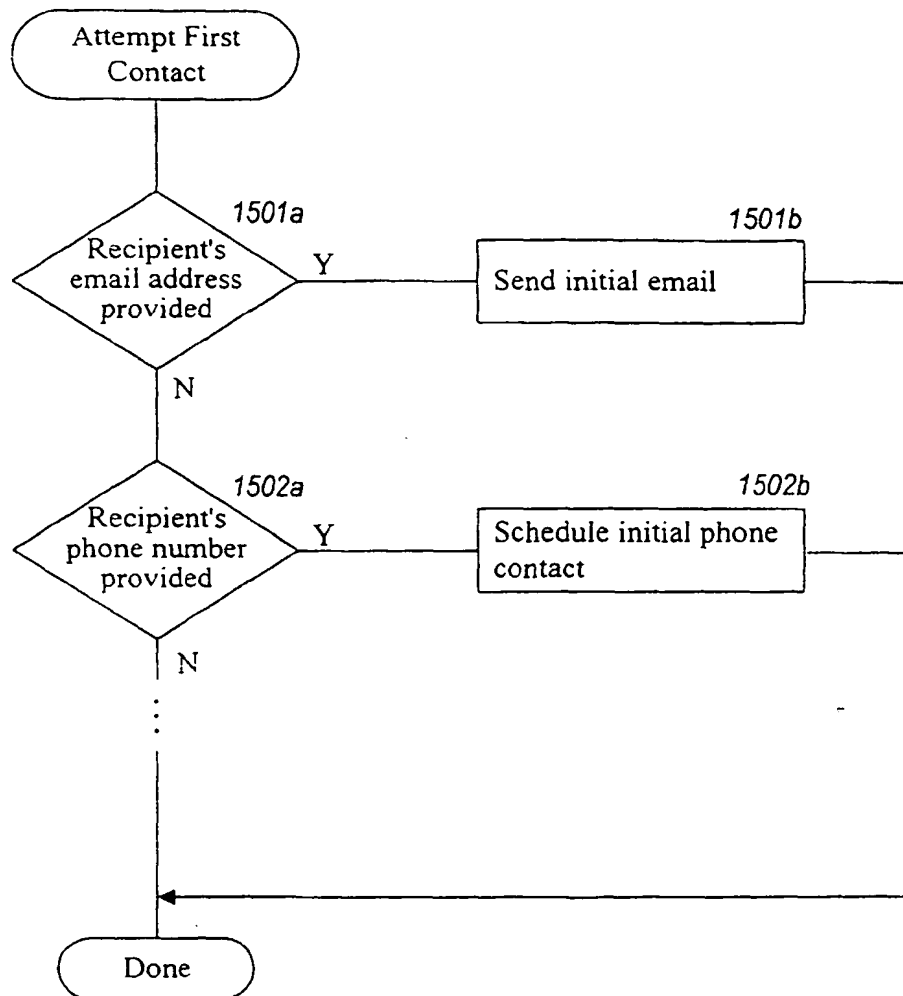 Attempt First
Contact
1501a
Recipient's
email address
provided
Y
N
1501b
Send initial email
1502a
Recipient's
phone number
provided
Y
N
1502b
Schedule initial phone
contact
Done